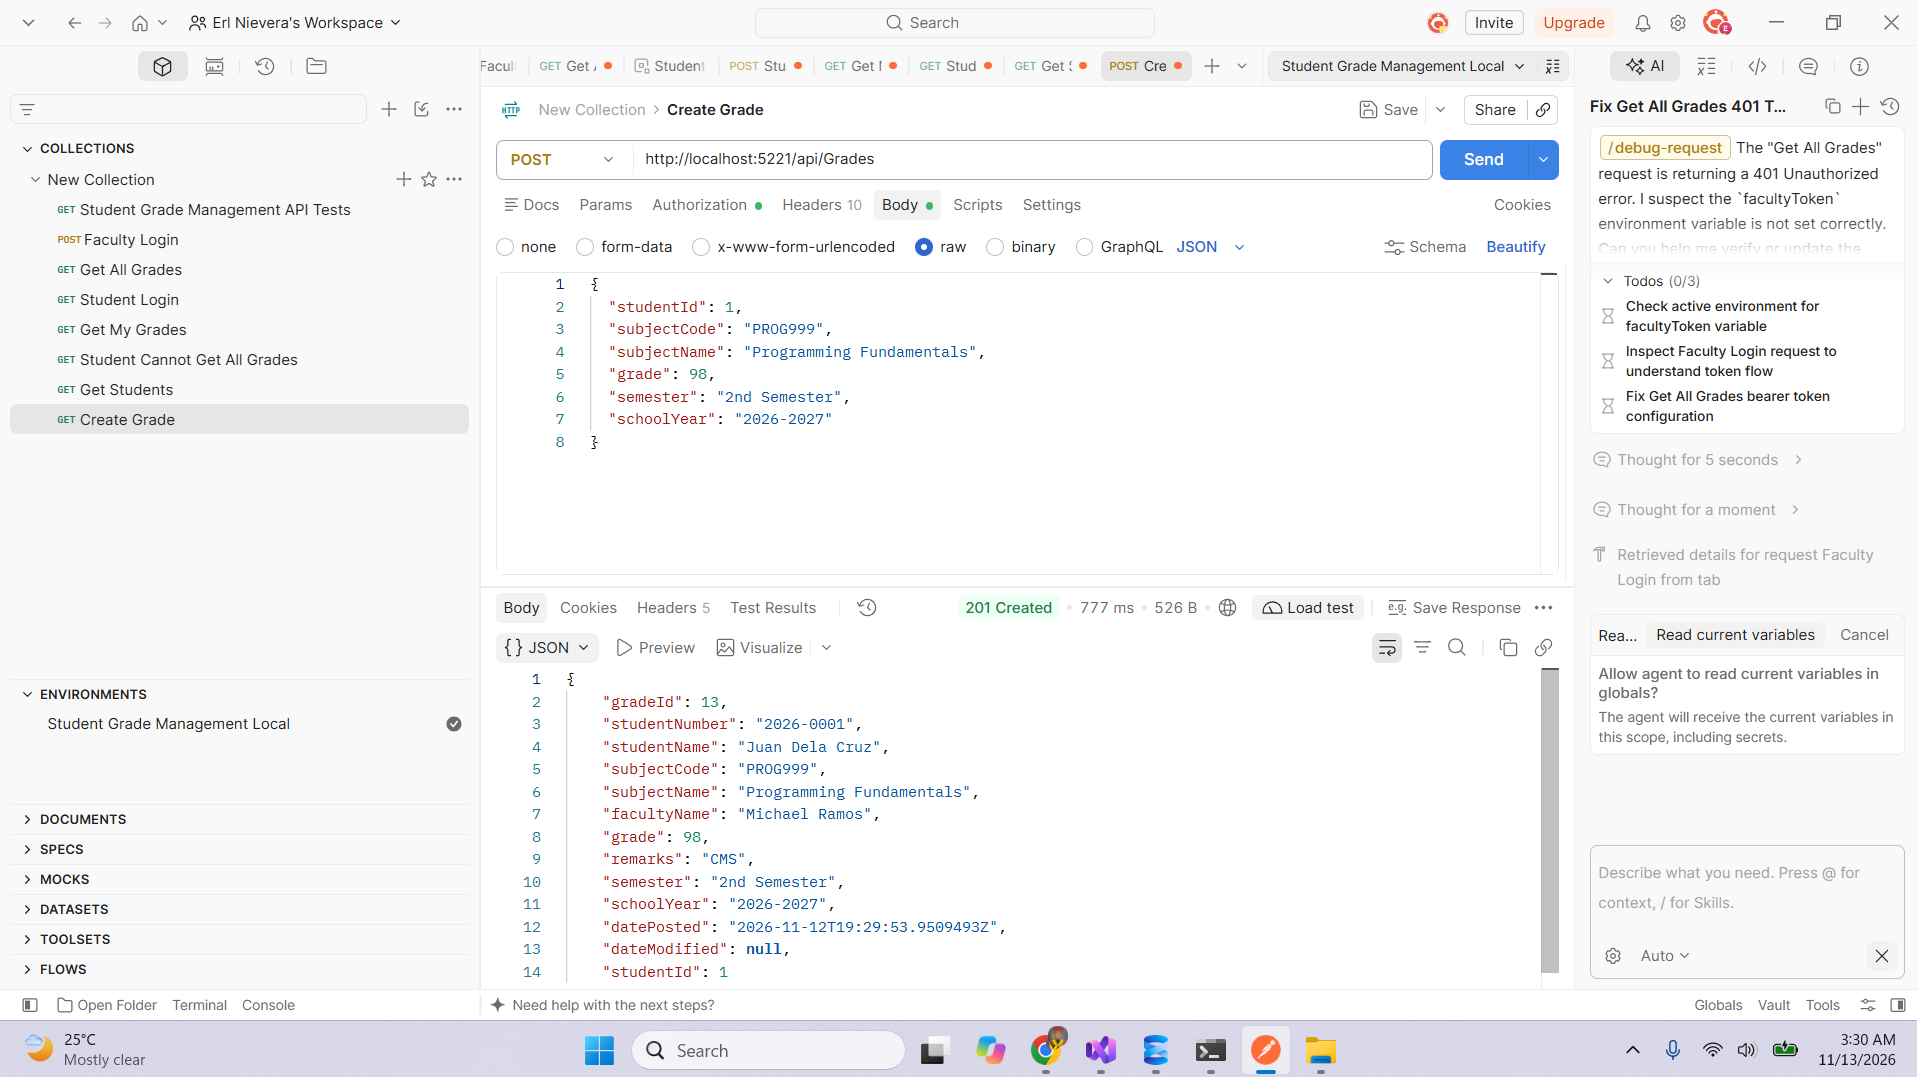 Erl Nievera's Workspace
Search
Invite
Upgrade
E
Facul
GET Get
Student
POST Stu
GET Get
GET Stud
GET Get
POST Cre
Student Grade Management Local
AI
New Collection > Create Grade
Save
Share
COLLECTIONS
New Collection
GET Student Grade Management API Tests
POST Faculty Login
GET Get All Grades
GET Student Login
GET Get My Grades
GET Student Cannot Get All Grades
GET Get Students
GET Create Grade
ENVIRONMENTS
Student Grade Management Local
DOCUMENTS
SPECS
MOCKS
DATASETS
TOOLSETS
FLOWS
HTTP
POST
http://localhost:5221/api/Grades
Send
Docs
Params
Authorization
Headers 10
Body
Scripts
Settings
Cookies
none
form-data
x-www-form-urlencoded
raw
binary
GraphQL
JSON
Schema
Beautify
1 {
2 "studentId": 1,
3 "subjectCode": "PROG999",
4 "subjectName": "Programming Fundamentals",
5 "grade": 98,
6 "semester": "2nd Semester",
7 "schoolYear": "2026-2027"
8 }
Body
Cookies
Headers 5
Test Results
201 Created
777 ms
526 B
Load test
e.g. Save Response
{} JSON
Preview
Visualize
1 {
2 "gradeId": 13,
3 "studentNumber": "2026-0001",
4 "studentName": "Juan Dela Cruz",
5 "subjectCode": "PROG999",
6 "subjectName": "Programming Fundamentals",
7 "facultyName": "Michael Ramos",
8 "grade": 98,
9 "remarks": "CMS",
10 "semester": "2nd Semester",
11 "schoolYear": "2026-2027",
12 "datePosted": "2026-11-12T19:29:53.9509493Z",
13 "dateModified": null,
14 "studentId": 1
Fix Get All Grades 401 T...
/debug-request The "Get All Grades"
request is returning a 401 Unauthorized
error. I suspect the `facultyToken`
environment variable is not set correctly.
Can you help me verify or update the
Todos (0/3)
Check active environment for
facultyToken variable
Inspect Faculty Login request to
understand token flow
Fix Get All Grades bearer token
configuration
Thought for 5 seconds
Thought for a moment
Retrieved details for request Faculty
Login from tab
Rea...
Read current variables
Cancel
Allow agent to read current variables in
globals?
The agent will receive the current variables in
this scope, including secrets.
Describe what you need. Press @ for
context, / for Skills.
Auto
Open Folder
Terminal
Console
Need help with the next steps?
Globals
Vault
Tools
25°C
Mostly clear
Search
3:30 AM
11/13/2026